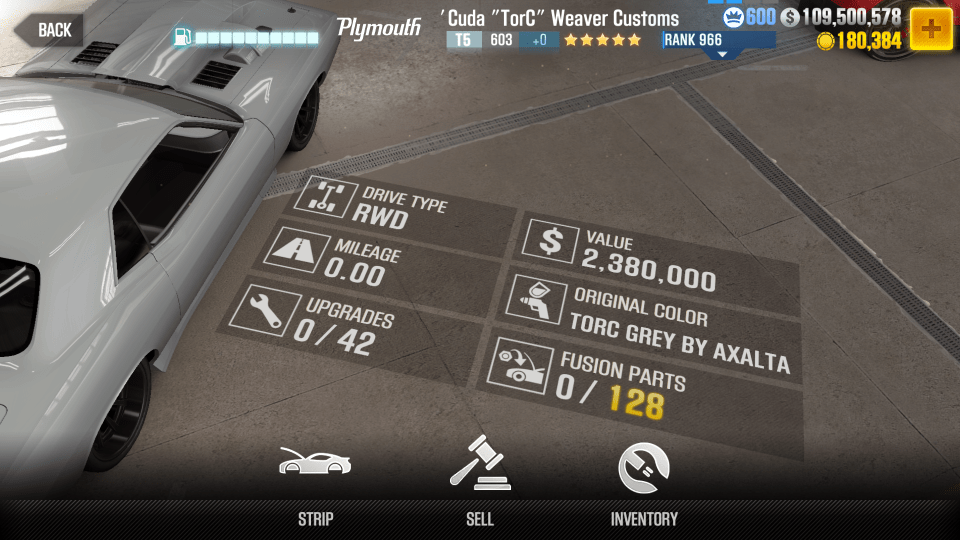 BACK
Plymouth
'Cuda "TorC" Weaver Customs
T5 603 +0
RANK 966
600 $ 109,500,578
180,384
DRIVE TYPE
RWD
MILEAGE
0.00
UPGRADES
0 / 42
$ VALUE
2,380,000
ORIGINAL COLOR
TORC GREY BY AXALTA
FUSION PARTS
0 / 128
STRIP
SELL
INVENTORY